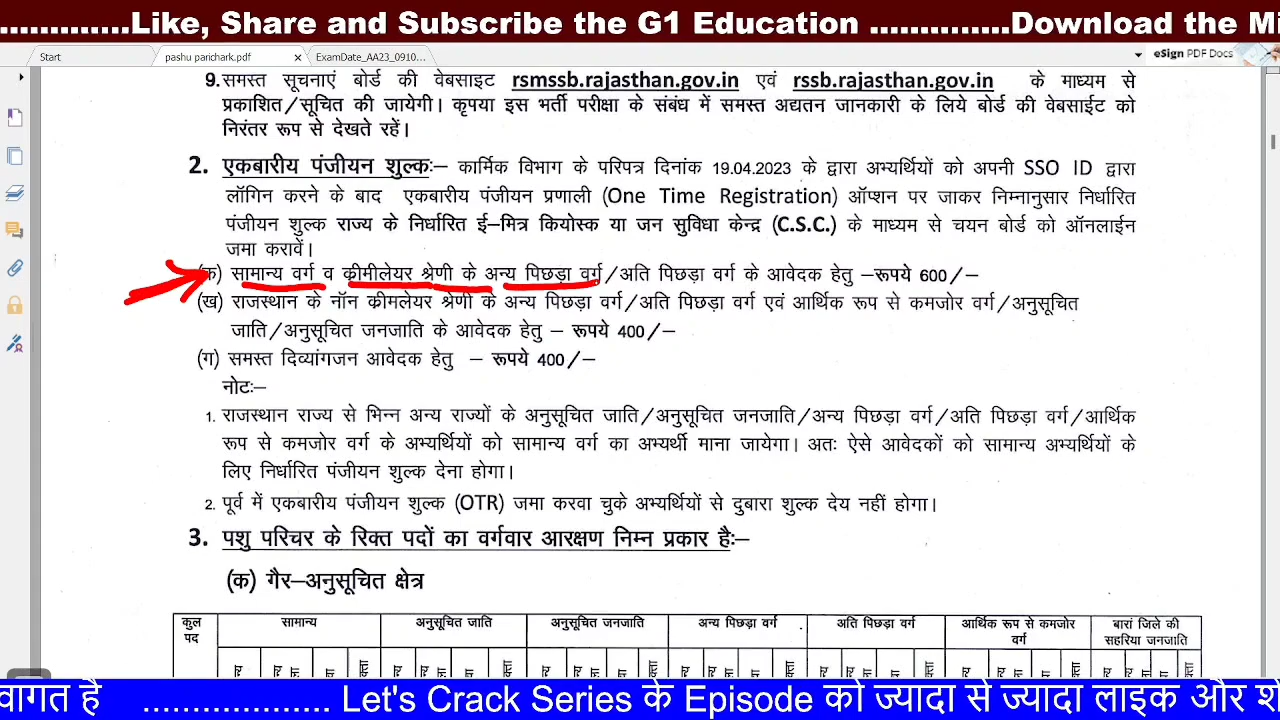 .............Like, Share and Subscribe the G1 Education ..............Download the Mi
Start pashu parichark.pdf x ExamDate_AA23_0910... eSign PDF Docs
9. समस्त सूचनाएं बोर्ड की वेबसाइट rsmssb.rajasthan.gov.in एवं rssb.rajasthan.gov.in के माध्यम से
प्रकाशित/सूचित की जायेगी। कृपया इस भर्ती परीक्षा के संबंध में समस्त अद्यतन जानकारी के लिये बोर्ड की वेबसाईट को
निरंतर रूप से देखते रहें।
2. एकबारीय पंजीयन शुल्कः– कार्मिक विभाग के परिपत्र दिनांक 19.04.2023 के द्वारा अभ्यर्थियों को अपनी SSO ID द्वारा
लॉगिन करने के बाद एकबारीय पंजीयन प्रणाली (One Time Registration) ऑप्शन पर जाकर निम्नानुसार निर्धारित
पंजीयन शुल्क राज्य के निर्धारित ई–मित्र कियोस्क या जन सुविधा केन्द्र (C.S.C.) के माध्यम से चयन बोर्ड को ऑनलाईन
जमा करावें।
(क) सामान्य वर्ग व क्रीमीलेयर श्रेणी के अन्य पिछड़ा वर्ग/अति पिछड़ा वर्ग के आवेदक हेतु –रूपये 600/–
(ख) राजस्थान के नॉन क्रीमलेयर श्रेणी के अन्य पिछड़ा वर्ग/अति पिछड़ा वर्ग एवं आर्थिक रूप से कमजोर वर्ग/अनुसूचित
जाति/अनुसूचित जनजाति के आवेदक हेतु – रूपये 400/–
(ग) समस्त दिव्यांगजन आवेदक हेतु – रूपये 400/–
नोटः–
1. राजस्थान राज्य से भिन्न अन्य राज्यों के अनुसूचित जाति/अनुसूचित जनजाति/अन्य पिछड़ा वर्ग/अति पिछड़ा वर्ग/आर्थिक
रूप से कमजोर वर्ग के अभ्यर्थियों को सामान्य वर्ग का अभ्यर्थी माना जायेगा। अतः ऐसे आवेदकों को सामान्य अभ्यर्थियों के
लिए निर्धारित पंजीयन शुल्क देना होगा।
2. पूर्व में एकबारीय पंजीयन शुल्क (OTR) जमा करवा चुके अभ्यर्थियों से दुबारा शुल्क देय नहीं होगा।
3. पशु परिचर के रिक्त पदों का वर्गवार आरक्षण निम्न प्रकार हैः–
(क) गैर–अनुसूचित क्षेत्र
कुल सामान्य अनुसूचित जाति अनुसूचित जनजाति अन्य पिछड़ा वर्ग अति पिछड़ा वर्ग आर्थिक रूप से कमजोर बारां जिले की
पद वर्ग सहरिया जनजाति
वागत है .................. Let's Crack Series के Episode को ज्यादा से ज्यादा लाइक और श